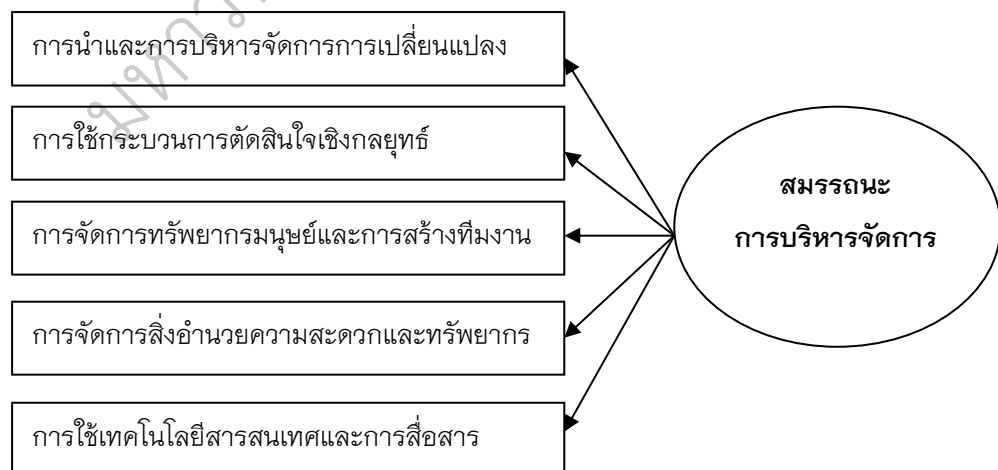 การนำและการบริหารจัดการการเปลี่ยนแปลง
การใช้กระบวนการตัดสินใจเชิงกลยุทธ์
การจัดการทรัพยากรมนุษย์และการสร้างทีมงาน
การจัดการสิ่งอำนวยความสะดวกและทรัพยากร
การใช้เทคโนโลยีสารสนเทศและการสื่อสาร
สมรรถนะ
การบริหารจัดการ